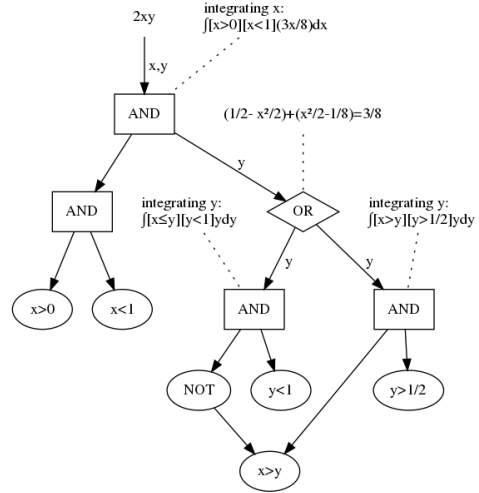 2xy
integrating x:
∫[x>0][x<1](3x/8)dx
x,y
AND
(1/2- x²/2)+(x²/2-1/8)=3/8
y
AND
integrating y:
∫[x≤y][y<1]ydy
OR
integrating y:
∫[x>y][y>1/2]ydy
y
y
x>0
x<1
AND
AND
NOT
y<1
y>1/2
x>y